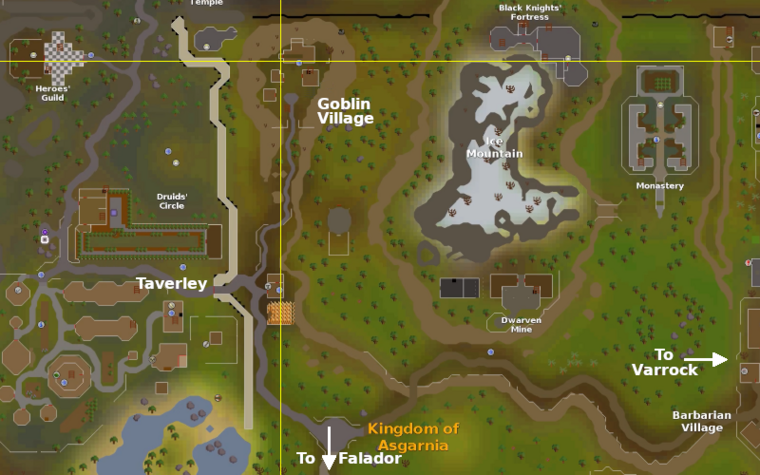 Temple
Black Knights'
Fortress
Heroes'
Guild
Goblin
Village
Ice
Mountain
Monastery
Druids'
Circle
Taverley
Dwarven
Mine
To
Varrock
Barbarian
Village
Kingdom of
Asgarnia
To Falador